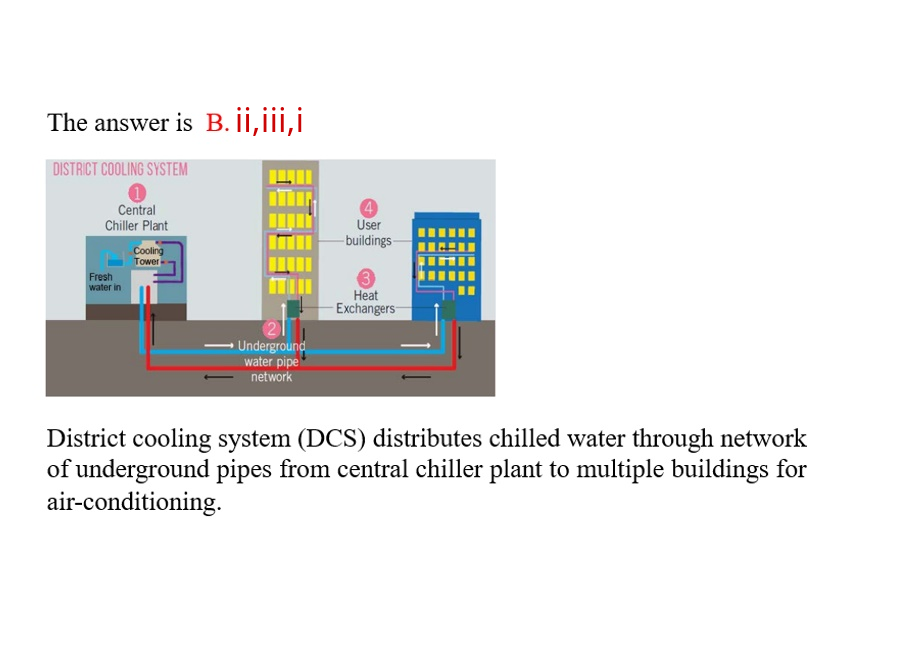 The answer is B. ii,iii,i
DISTRICT COOLING SYSTEM
1
Central
Chiller Plant
Cooling
Tower
Fresh
water in
4
User
buildings
3
Heat
Exchangers
2
Underground
water pipe
network
District cooling system (DCS) distributes chilled water through network
of underground pipes from central chiller plant to multiple buildings for
air-conditioning.